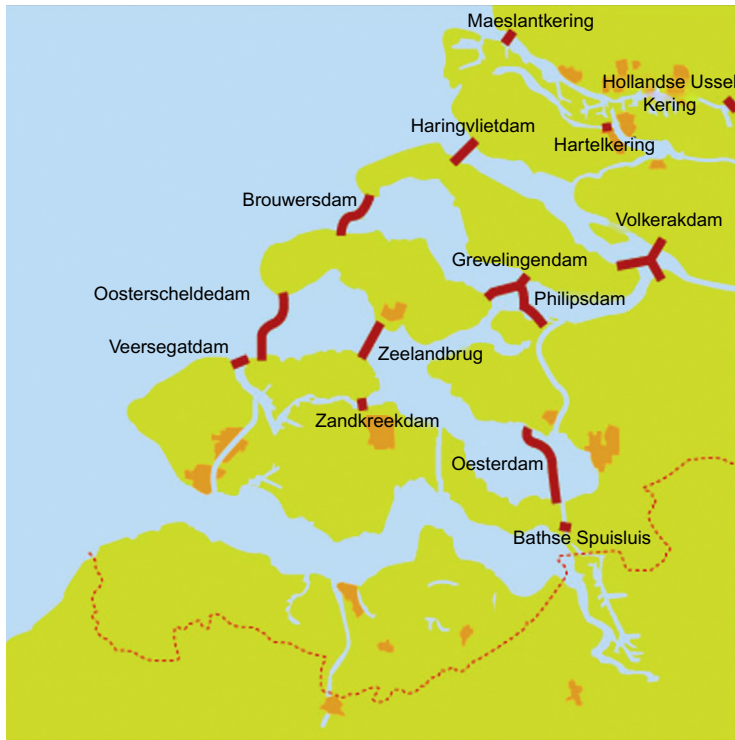 Maeslantkering
Hollandse Ussel
Kering
Haringvlietdam
Hartelkering
Brouwersdam
Volkerakdam
Grevelingendam
Oosterscheldedam
Philipsdam
Veersegatdam
Zeelandbrug
Zandkreekdam
Oesterdam
Bathse Spuisluis